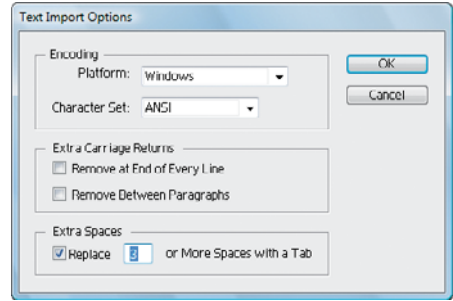 Text Import Options
Encoding
Platform: Windows
OK
Character Set: ANSI
Cancel
Extra Carriage Returns
Remove at End of Every Line
Remove Between Paragraphs
Extra Spaces
Replace 3 or More Spaces with a Tab